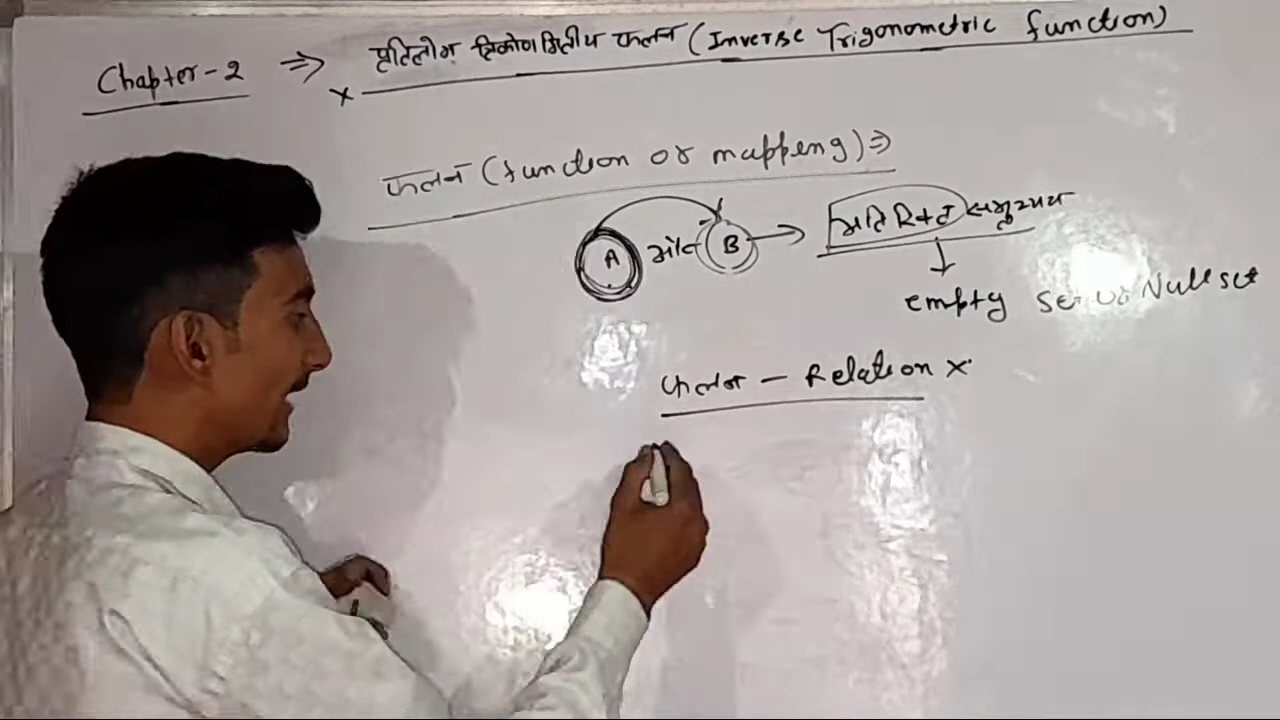 Chapter-2 ⇒ प्रतिलोम त्रिकोणमितीय फलन (Inverse Trigonometric function)
फलन (function or mapping) ⇒
A और B → अतिरिक्त समुच्चय
empty set or Null set
फलन - Relation ×